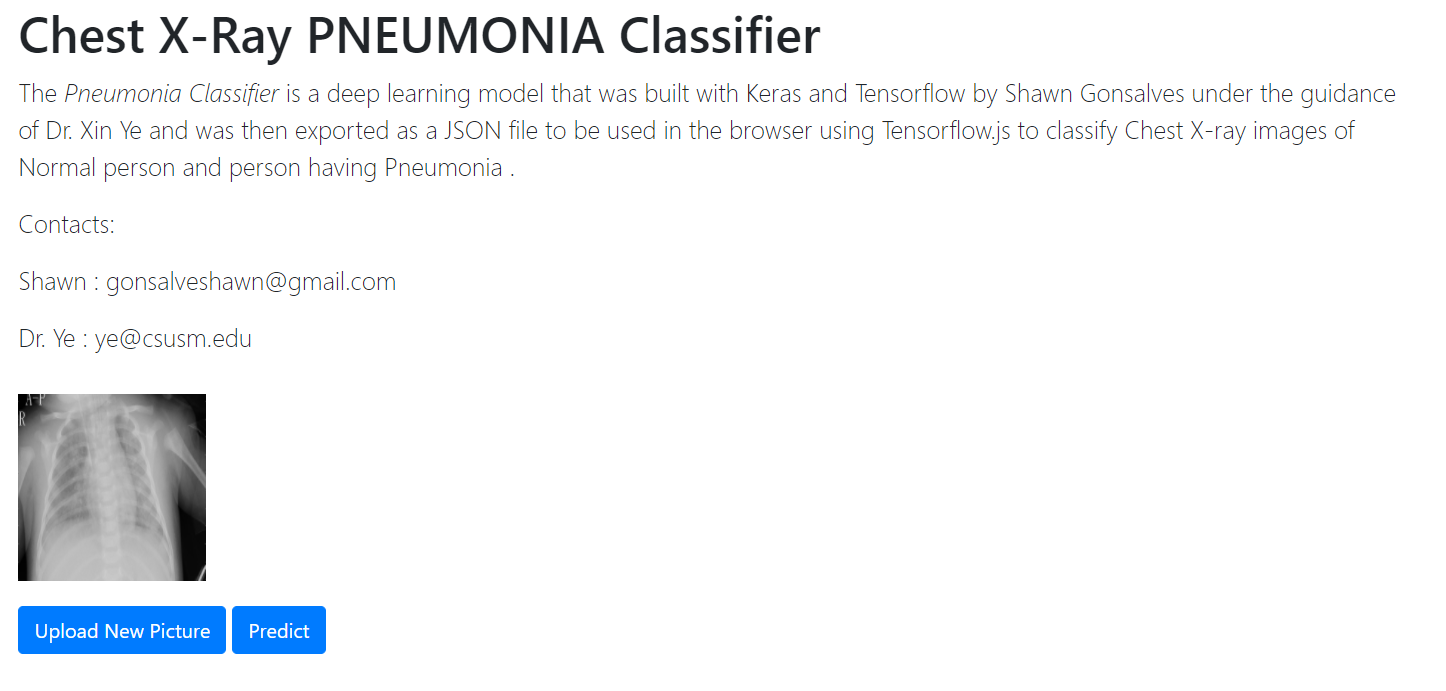 Chest X-Ray PNEUMONIA Classifier
The Pneumonia Classifier is a deep learning model that was built with Keras and Tensorflow by Shawn Gonsalves under the guidance
of Dr. Xin Ye and was then exported as a JSON file to be used in the browser using Tensorflow.js to classify Chest X-ray images of
Normal person and person having Pneumonia .
Contacts:
Shawn : gonsalveshawn@gmail.com
Dr. Ye : ye@csusm.edu
A-P
R
Upload New Picture Predict